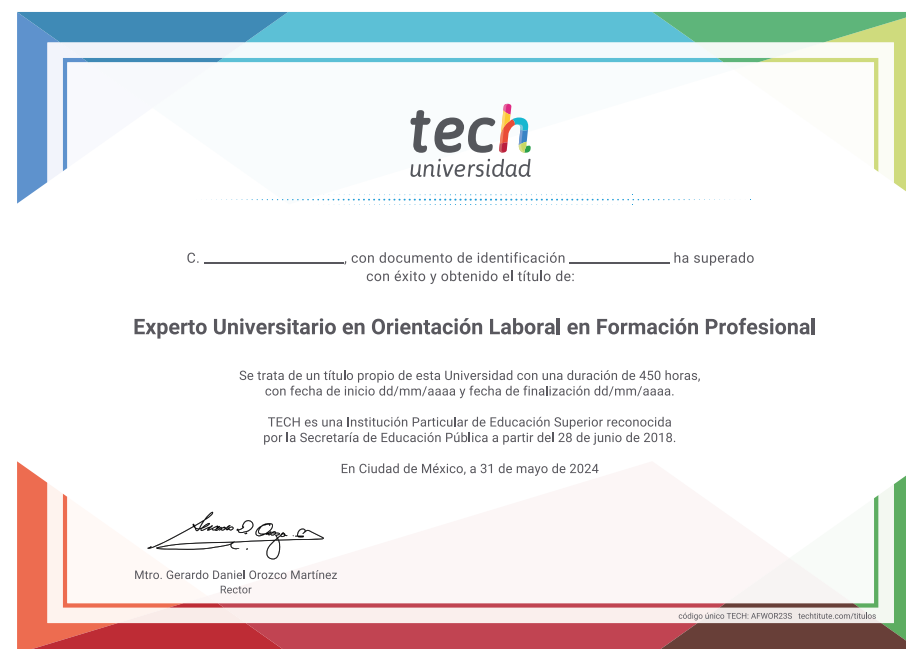 tech
universidad
C. , con documento de identificación ha superado
con éxito y obtenido el título de:
Experto Universitario en Orientación Laboral en Formación Profesional
Se trata de un título propio de esta Universidad con una duración de 450 horas,
con fecha de inicio dd/mm/aaaa y fecha de finalización dd/mm/aaaa.
TECH es una Institución Particular de Educación Superior reconocida
por la Secretaría de Educación Pública a partir del 28 de junio de 2018.
En Ciudad de México, a 31 de mayo de 2024
Mtro. Gerardo Daniel Orozco Martínez
Rector
código único TECH: AFWOR23S techtitute.com/titulos